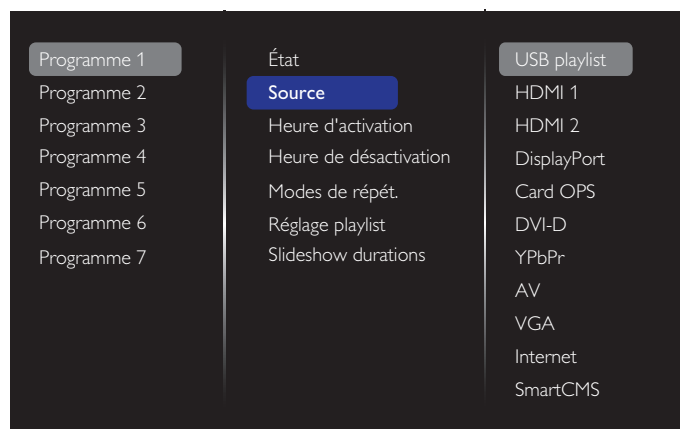 Programme 1
Programme 2
Programme 3
Programme 4
Programme 5
Programme 6
Programme 7
État
Source
Heure d'activation
Heure de désactivation
Modes de répét.
Réglage playlist
Slideshow durations
USB playlist
HDMI 1
HDMI 2
DisplayPort
Card OPS
DVI-D
YPbPr
AV
VGA
Internet
SmartCMS